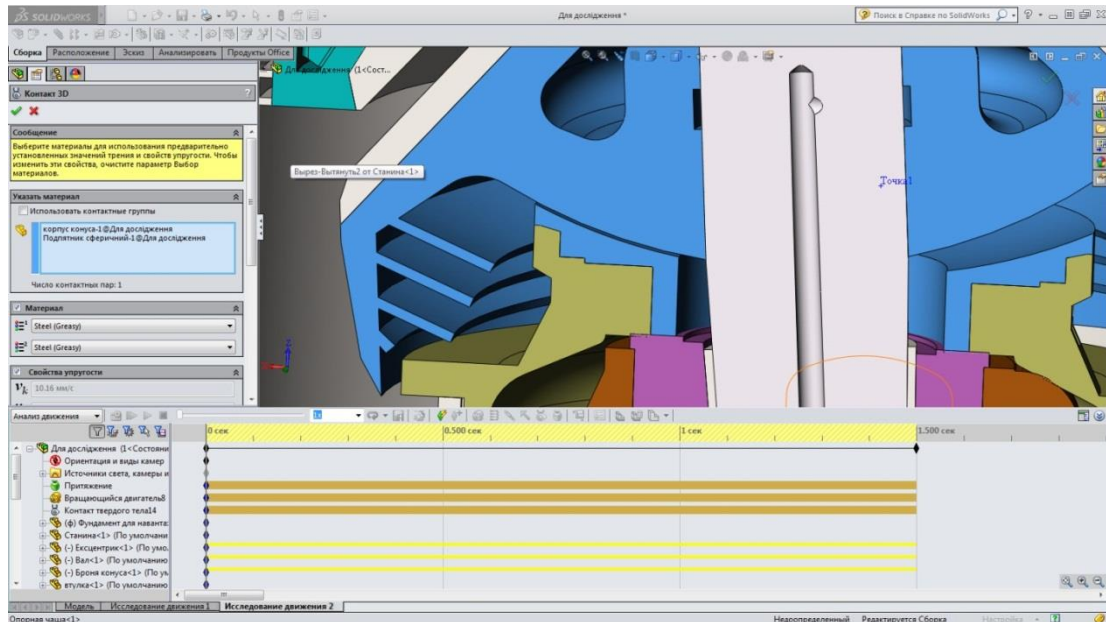 SOLIDWORKS
Для дослідження *
Поиск в Справке по SolidWorks
Сборка
Расположение
Эскиз
Анализировать
Продукты Office
Для дослідження (1<Сост...
Контакт 3D
?
Сообщение
Выберите материалы для использования предварительно
установленных значений трения и свойств упругости. Чтобы
изменить эти свойства, очистите параметр Выбор
материалов.
Вырез-Вытянуть2 от Станина<1>
Точка1
Указать материал
Использовать контактные группы
корпус конуса-1@Для дослідження
Подпятник сферичний-1@Для дослідження
Число контактных пар: 1
Материал
Steel (Greasy)
Steel (Greasy)
Свойства упругости
10.16 мм/с
Анализ движения
1x
0 сек
0.500 сек
1 сек
1.500 сек
Для дослідження (1<Состояни
Ориентация и виды камер
Источники света, камеры и
Притяжение
Вращающийся двигатель8
Контакт твердого тела14
(ф) Фундамент для наванта:
Станина<1> (По умолчани
(-) Ексцентрик<1> (По умо.
(-) Вал<1> (По умолчанию
(-) Броня конуса<1> (По ум
втулка<1> (По умолчанию
Модель
Исследование движения 1
Исследование движения 2
Опорная чаша<1>
Недоопределенный
Редактируется Сборка
Настройка